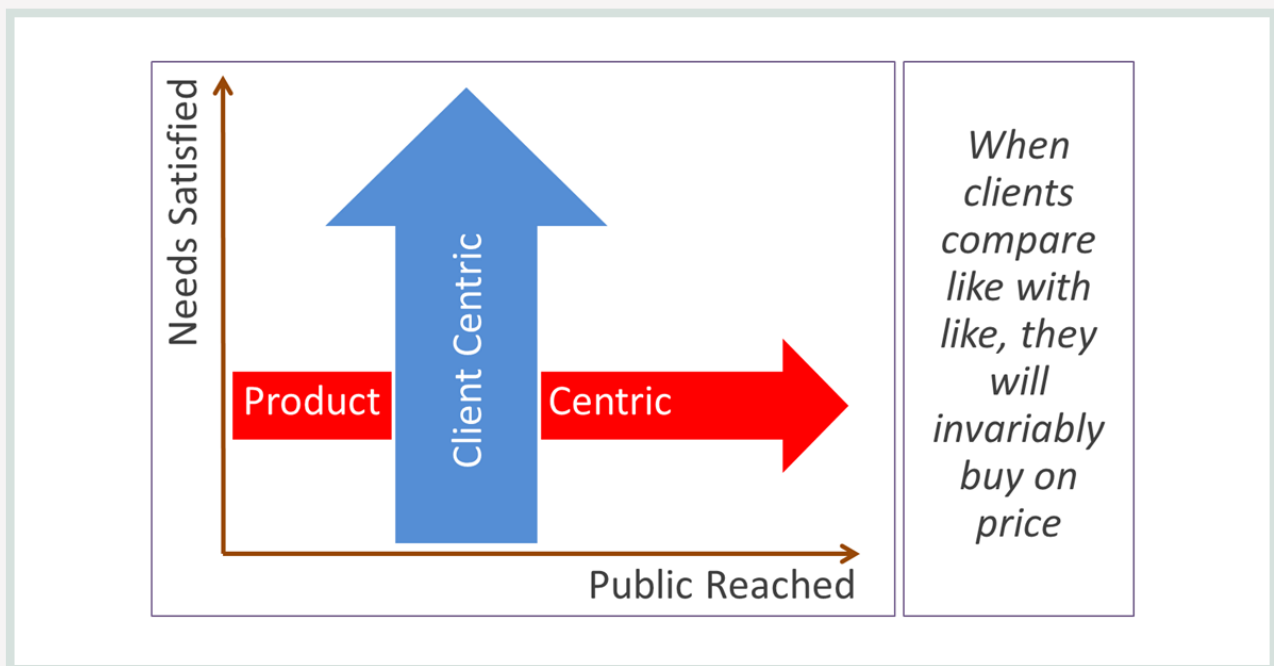 Needs Satisfied
Client Centric
Product Centric
Public Reached
When
clients
compare
like with
like, they
will
invariably
buy on
price